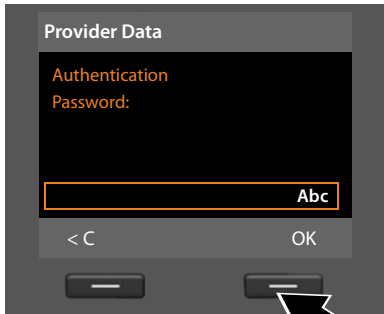 Provider Data
Authentication
Password:
Abc
< C OK